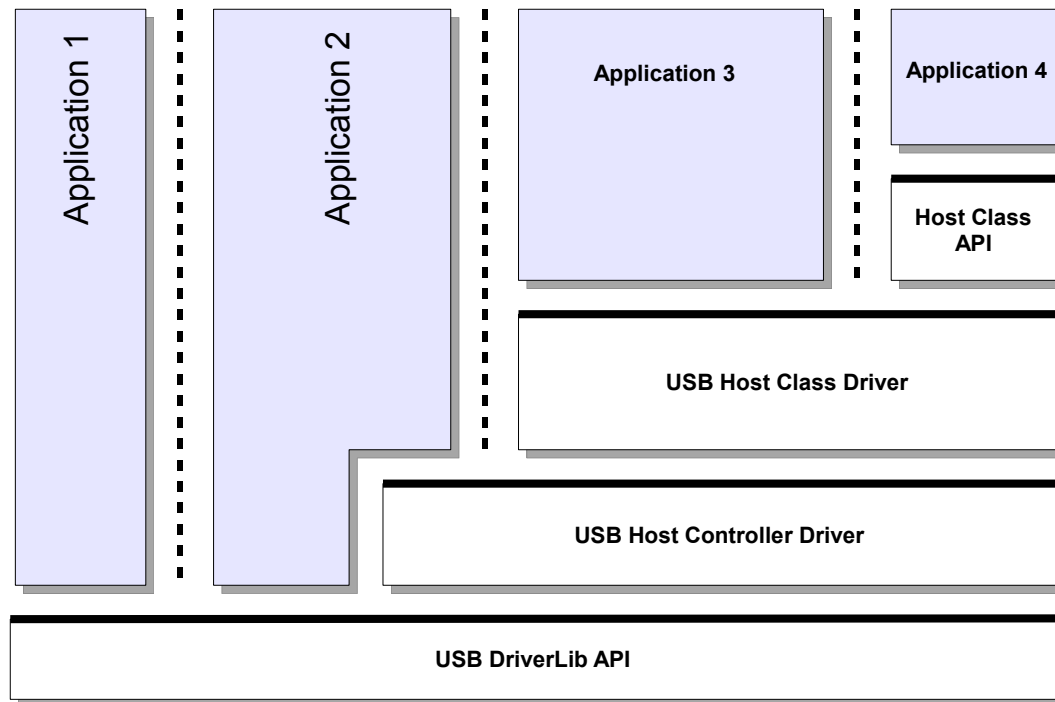 Application 1
Application 2
Application 3
Application 4
Host Class
API
USB Host Class Driver
USB Host Controller Driver
USB DriverLib API